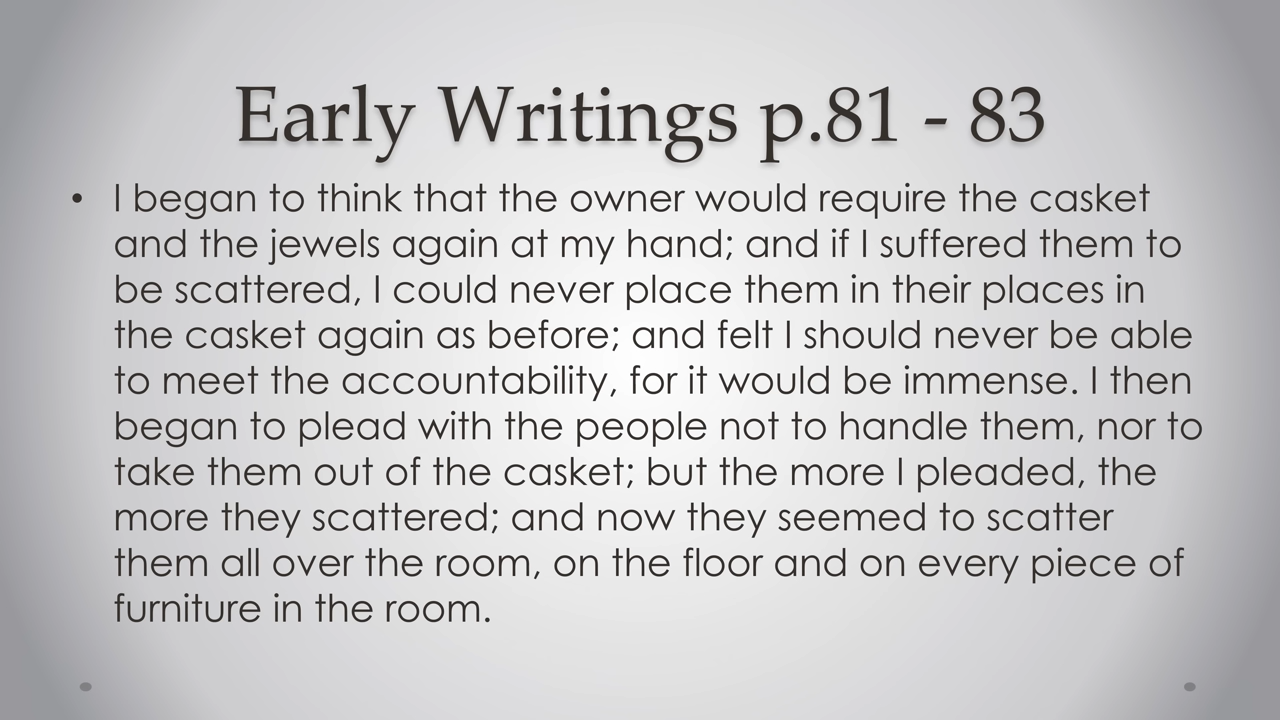 Early Writings p.81 - 83
• I began to think that the owner would require the casket
and the jewels again at my hand; and if I suffered them to
be scattered, I could never place them in their places in
the casket again as before; and felt I should never be able
to meet the accountability, for it would be immense. I then
began to plead with the people not to handle them, nor to
take them out of the casket; but the more I pleaded, the
more they scattered; and now they seemed to scatter
them all over the room, on the floor and on every piece of
furniture in the room.